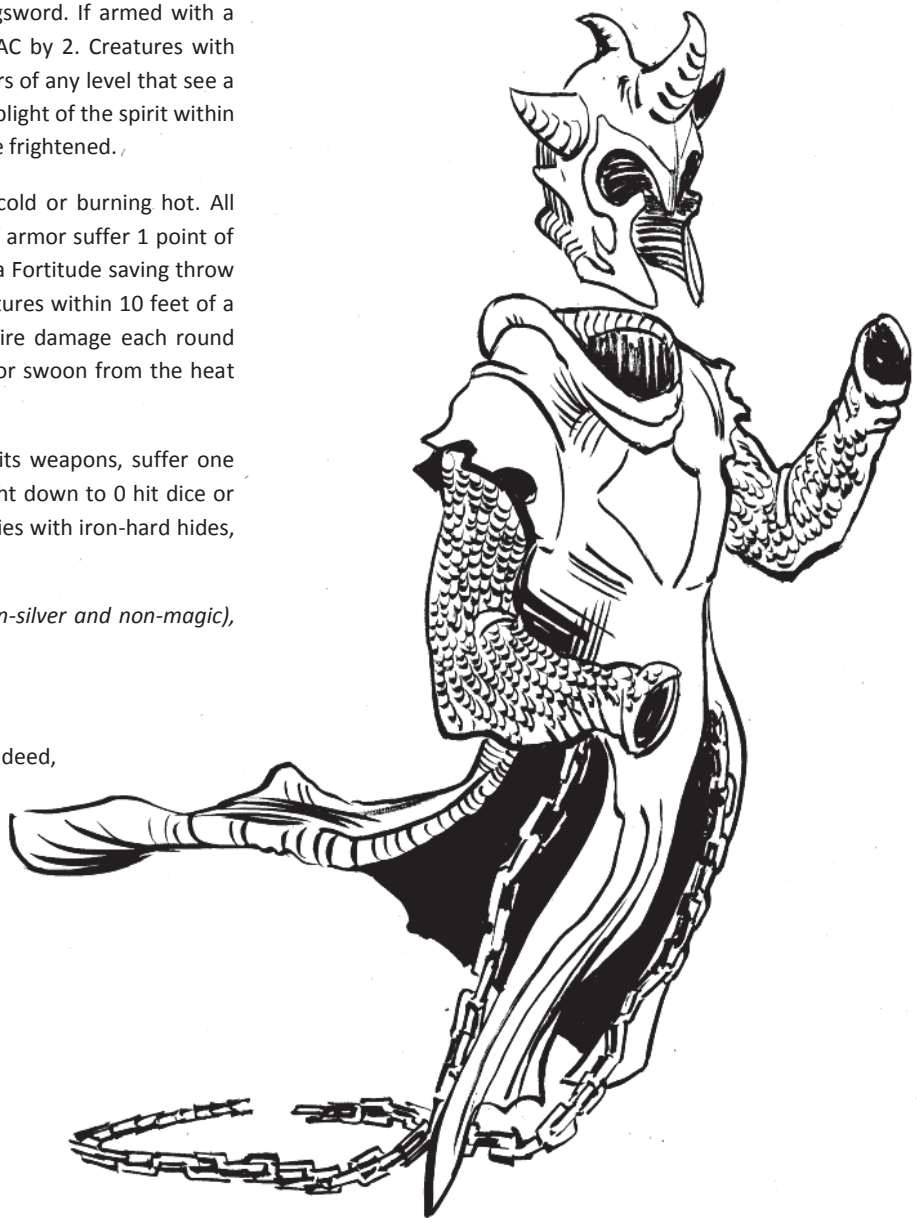 gsword. If armed with a
AC by 2. Creatures with
rs of any level that see a
blight of the spirit within
e frightened.
cold or burning hot. All
armor suffer 1 point of
a Fortitude saving throw
tures within 10 feet of a
ire damage each round
or swoon from the heat
its weapons, suffer one
ht down to 0 hit dice or
ies with iron-hard hides,
n-silver and non-magic),
deed,